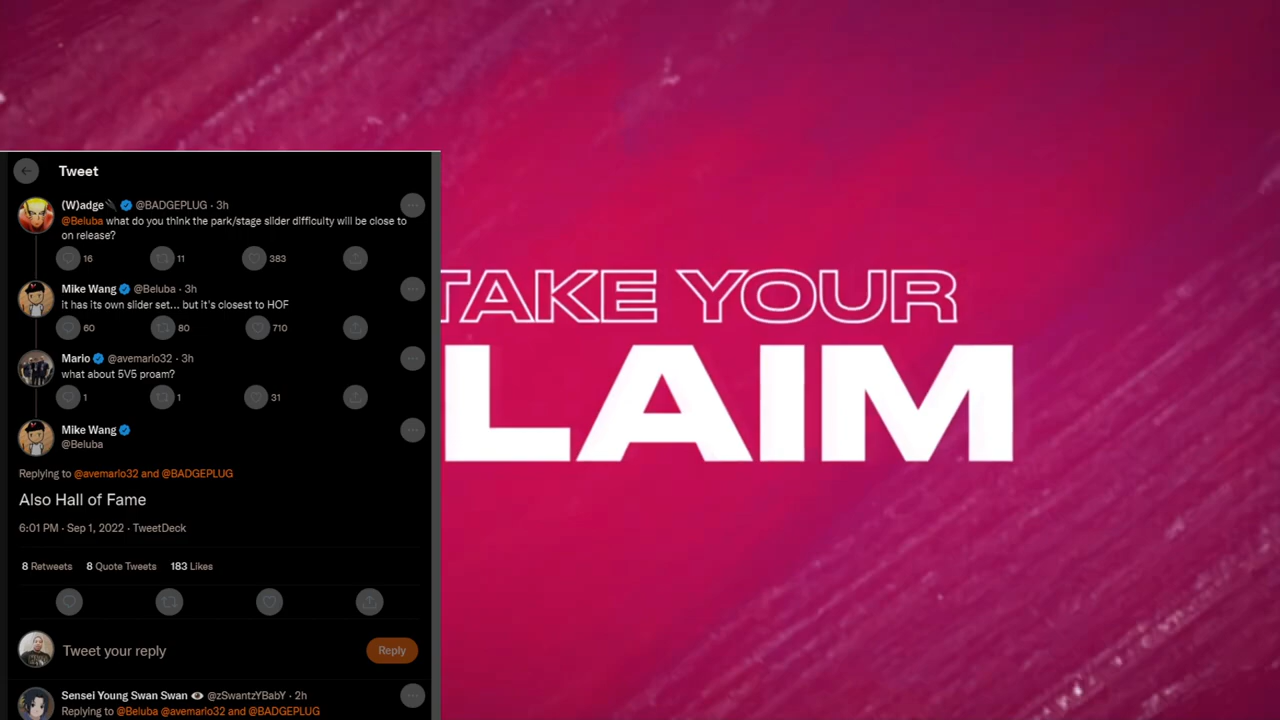 Tweet
(W)adge @BADGEPLUG · 3h
@Beluba what do you think the park/stage slider difficulty will be close to
on release?
16 11 383
Mike Wang @Beluba · 3h
it has its own slider set... but it's closest to HOF
60 80 710
Mario @avemarlo32 · 3h
what about 5V5 proam?
1 1 31
Mike Wang
@Beluba
Replying to @avemarlo32 and @BADGEPLUG
Also Hall of Fame
6:01 PM · Sep 1, 2022 · TweetDeck
8 Retweets 8 Quote Tweets 183 Likes
Tweet your reply
Reply
Sensei Young Swan Swan @zSwantzYBabY · 2h
Replying to @Beluba @avemarlo32 and @BADGEPLUG
TAKE YOUR
LAIM